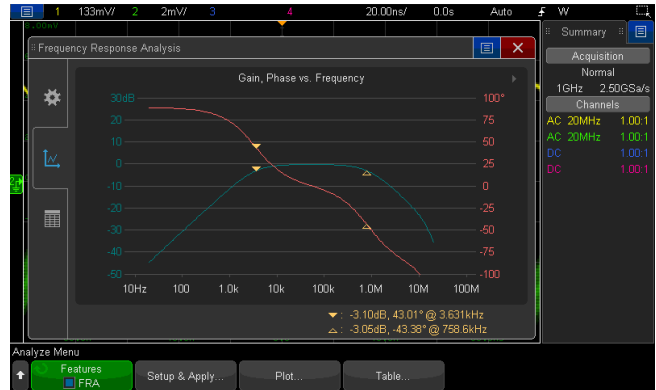 1 133mV/ 2 2mV/ 3 4 20.00ns/ 0.0s Auto W
Summary
Frequency Response Analysis
Acquisition
Normal
1GHz 2.50GSa/s
Channels
AC 20MHz 1.00:1
AC 20MHz 1.00:1
DC 1.00:1
DC 1.00:1
Gain, Phase vs. Frequency
30dB 100°
20 75
10 50
0 25
-10 0
-20 -25
-30 -50
-40 -75
-50 -100
10Hz 100 1.0k 10k 100k 1.0M 10M 100M
: -3.10dB, 43.01° @ 3.631kHz
: -3.05dB, -43.38° @ 758.6kHz
Analyze Menu
Features
FRA
Setup & Apply...
Plot...
Table...